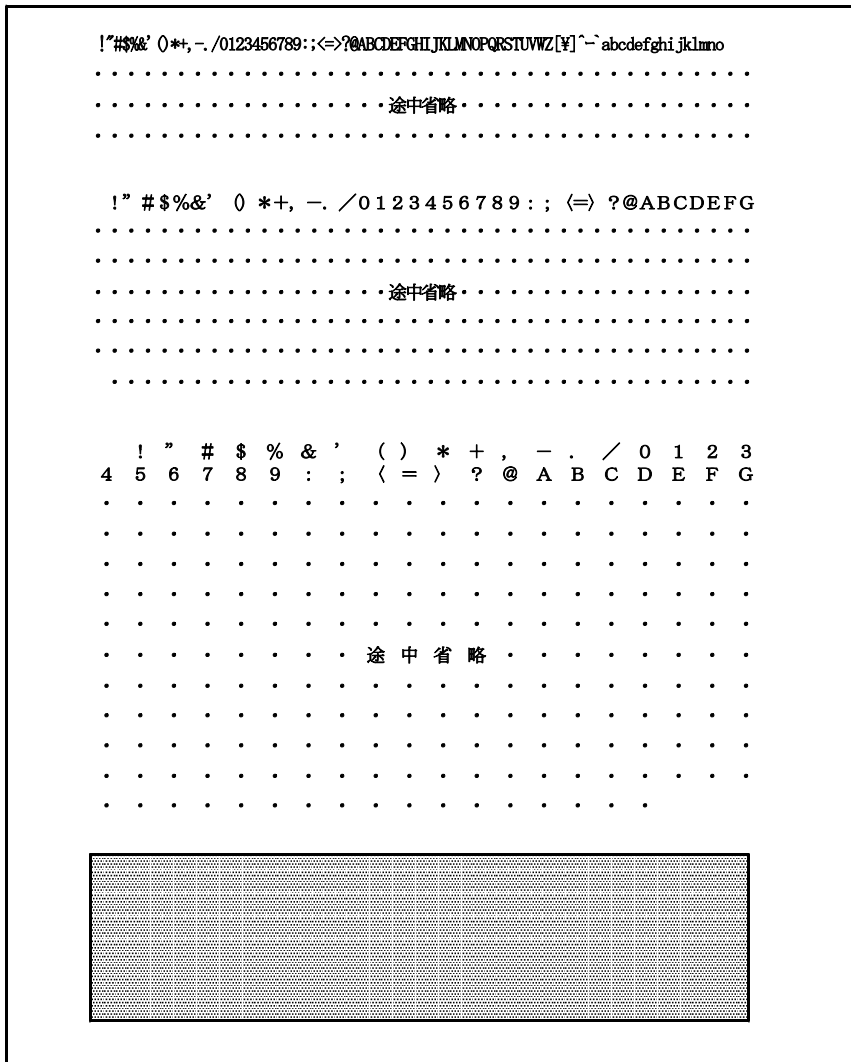 !"#$%&'()*+,-./0123456789:;<=>?@ABCDEFGHIJKLMNOPQRSTUVWZ[¥]^ｰ`abcdefghijklmno
・・・・・・・・・・・・・・・・・・・・・・・・・・・・・・・・・・・・・・・・
・・・・・・・・・・・・・・・・・・途中省略・・・・・・・・・・・・・・・・・・
・・・・・・・・・・・・・・・・・・・・・・・・・・・・・・・・・・・・・・・・
!”＃＄％＆’（）＊＋，－．／０１２３４５６７８９：；〈＝〉？＠ＡＢＣＤＥＦＧ
・・・・・・・・・・・・・・・・・・・・・・・・・・・・・・・・・・・・・・・・
・・・・・・・・・・・・・・・・・・・・・・・・・・・・・・・・・・・・・・・・
・・・・・・・・・・・・・・・・・・途中省略・・・・・・・・・・・・・・・・・・
・・・・・・・・・・・・・・・・・・・・・・・・・・・・・・・・・・・・・・・・
・・・・・・・・・・・・・・・・・・・・・・・・・・・・・・・・・・・・・・・・
・・・・・・・・・・・・・・・・・・・・・・・・・・・・・・・・・・・・・・・
! ” # $ % & ’ ( ) * + , － . ／ 0 1 2 3
4 5 6 7 8 9 : ; 〈 = 〉 ? @ A B C D E F G
・ ・ ・ ・ ・ ・ ・ ・ ・ ・ ・ ・ ・ ・ ・ ・ ・ ・ ・ ・
・ ・ ・ ・ ・ ・ ・ ・ ・ ・ ・ ・ ・ ・ ・ ・ ・ ・ ・ ・
・ ・ ・ ・ ・ ・ ・ ・ ・ ・ ・ ・ ・ ・ ・ ・ ・ ・ ・ ・
・ ・ ・ ・ ・ ・ ・ ・ ・ ・ ・ ・ ・ ・ ・ ・ ・ ・ ・ ・
・ ・ ・ ・ ・ ・ ・ ・ ・ ・ ・ ・ ・ ・ ・ ・ ・ ・ ・ ・
・ ・ ・ ・ ・ ・ ・ ・ 途 中 省 略 ・ ・ ・ ・ ・ ・ ・ ・
・ ・ ・ ・ ・ ・ ・ ・ ・ ・ ・ ・ ・ ・ ・ ・ ・ ・ ・ ・
・ ・ ・ ・ ・ ・ ・ ・ ・ ・ ・ ・ ・ ・ ・ ・ ・ ・ ・ ・
・ ・ ・ ・ ・ ・ ・ ・ ・ ・ ・ ・ ・ ・ ・ ・ ・ ・ ・ ・
・ ・ ・ ・ ・ ・ ・ ・ ・ ・ ・ ・ ・ ・ ・ ・ ・ ・ ・ ・
・ ・ ・ ・ ・ ・ ・ ・ ・ ・ ・ ・ ・ ・ ・ ・ ・